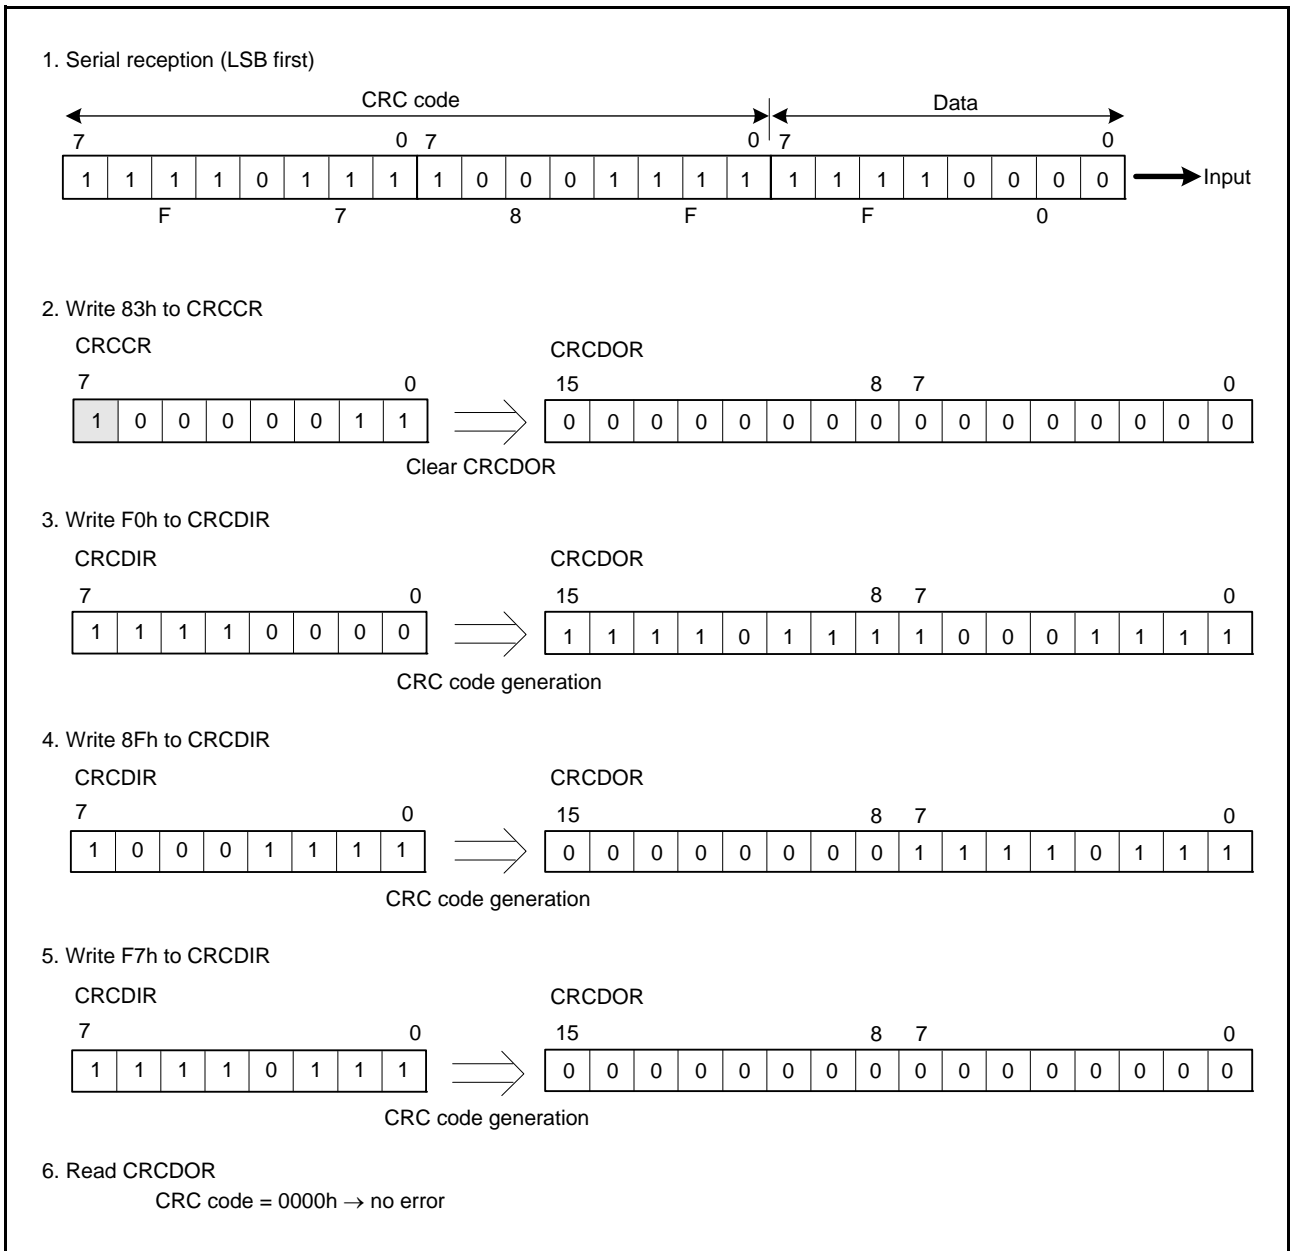 1. Serial reception (LSB first)
CRC code Data
7 0 7 0 7 0
1 1 1 1 0 1 1 1 1 0 0 0 1 1 1 1 1 1 1 1 0 0 0 0 Input
F 7 8 F F 0
2. Write 83h to CRCCR
CRCCR CRCDOR
7 0 15 8 7 0
1 0 0 0 0 0 1 1 0 0 0 0 0 0 0 0 0 0 0 0 0 0 0 0
Clear CRCDOR
3. Write F0h to CRCDIR
CRCDIR CRCDOR
7 0 15 8 7 0
1 1 1 1 0 0 0 0 1 1 1 1 0 1 1 1 1 0 0 0 1 1 1 1
CRC code generation
4. Write 8Fh to CRCDIR
CRCDIR CRCDOR
7 0 15 8 7 0
1 0 0 0 1 1 1 1 0 0 0 0 0 0 0 0 1 1 1 1 0 1 1 1
CRC code generation
5. Write F7h to CRCDIR
CRCDIR CRCDOR
7 0 15 8 7 0
1 1 1 1 0 1 1 1 0 0 0 0 0 0 0 0 0 0 0 0 0 0 0 0
CRC code generation
6. Read CRCDOR
CRC code = 0000h → no error